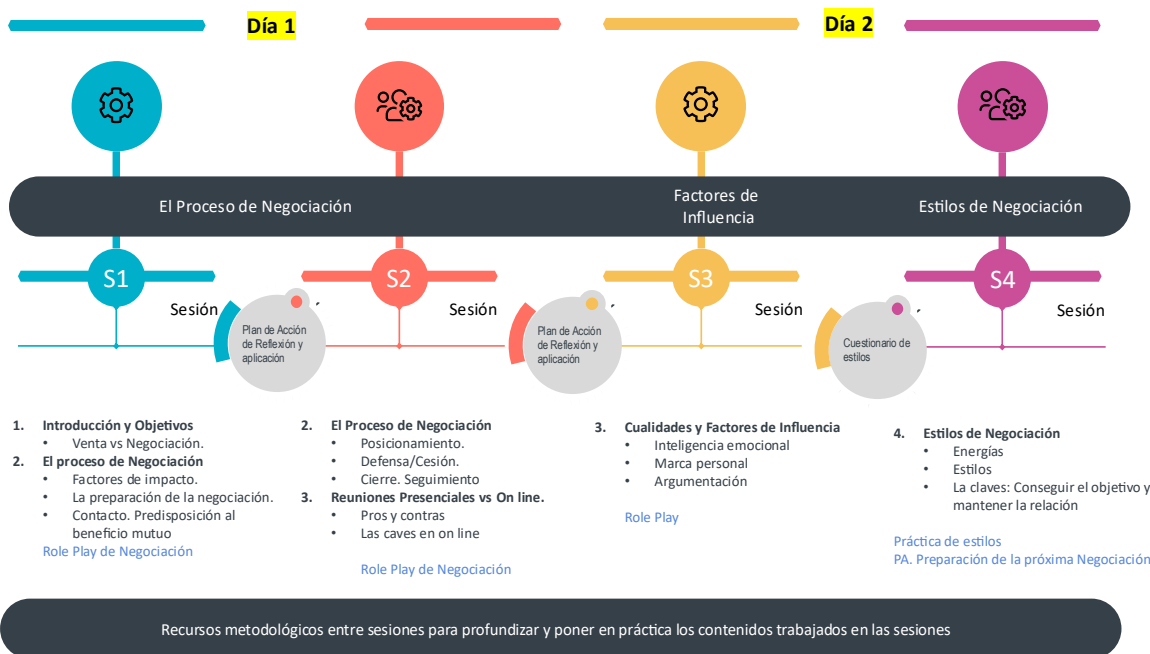 Día 1
Día 2
El Proceso de Negociación
Factores de
Influencia
Estilos de Negociación
S1
S2
S3
S4
Sesión
Sesión
Sesión
Sesión
Plan de Acción
de Reflexión y
aplicación
Plan de Acción
de Reflexión y
aplicación
Cuestionario de
estilos
1. Introducción y Objetivos
• Venta vs Negociación.
2. El proceso de Negociación
• Factores de impacto.
• La preparación de la negociación.
• Contacto. Predisposición al
beneficio mutuo
Role Play de Negociación
2. El Proceso de Negociación
• Posicionamiento.
• Defensa/Cesión.
• Cierre. Seguimiento
3. Reuniones Presenciales vs On line.
• Pros y contras
• Las caves en on line
Role Play de Negociación
3. Cualidades y Factores de Influencia
• Inteligencia emocional
• Marca personal
• Argumentación
Role Play
4. Estilos de Negociación
• Energías
• Estilos
• La claves: Conseguir el objetivo y
mantener la relación
Práctica de estilos
PA. Preparación de la próxima Negociación
Recursos metodológicos entre sesiones para profundizar y poner en práctica los contenidos trabajados en las sesiones